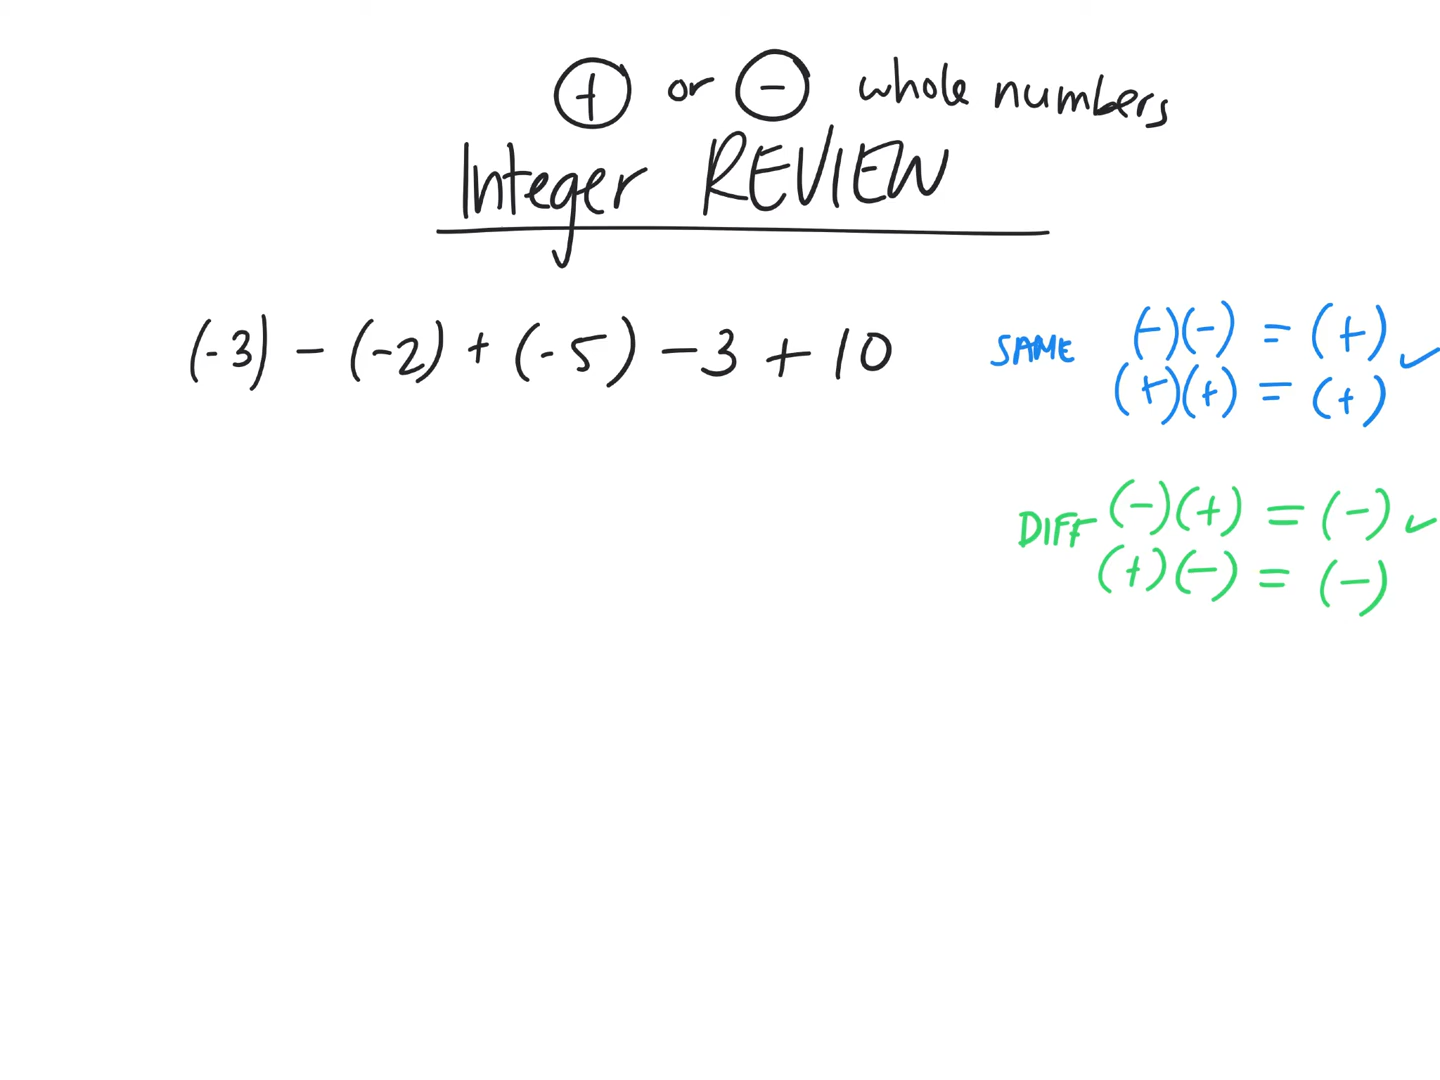 (+) or (-) whole numbers
Integer REVIEW
(-3) - (-2) + (-5) - 3 + 10
SAME (-)(-) = (+) ✓
(+)(+) = (+)
DIFF (-)(+) = (-) ✓
(+)(-) = (-)